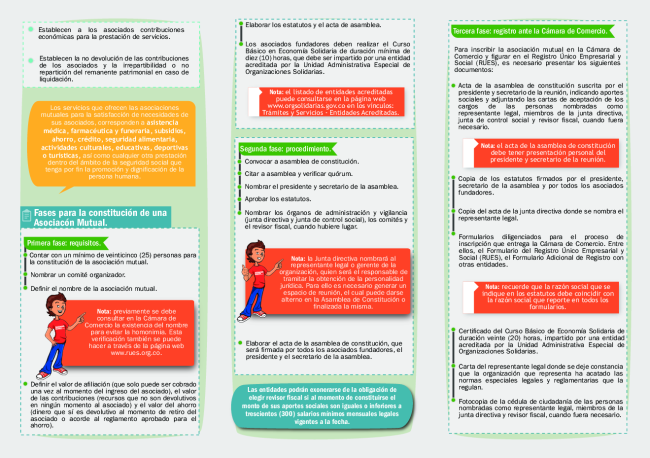 Establecen a los asociados contribuciones
económicas para la prestación de servicios.
Establecen la no devolución de las contribuciones
de los asociados y la irrepartibilidad o no
repartición del remanente patrimonial en caso de
liquidación.
Los servicios que ofrecen las asociaciones
mutuales para la satisfacción de necesidades de
sus asociados, corresponden a asistencia
médica, farmacéutica y funeraria, subsidios,
ahorro, crédito, seguridad alimentaria,
actividades culturales, educativas, deportivas
o turísticas, así como cualquier otra prestación
dentro del ámbito de la seguridad social que
tenga por fin la promoción y dignificación de la
persona humana.
Fases para la constitución de una
Asociacón Mutual.
Primera fase: requisitos.
Contar con un mínimo de veinticinco (25) personas para
la constitución de la asociación mutual.
Nombrar un comité organizador.
Definir el nombre de la asociación mutual.
Nota: previamente se debe
consultar en la Cámara de
Comercio la existencia del nombre
para evitar la homonimia. Esta
verificación también se puede
hacer a través de la página web
www.rues.org.co.
Definir el valor de afiliación (que solo puede ser cobrado
una vez al momento del ingreso del asociado), el valor
de las contribuciones (recursos que no son devolutivos
en ningún momento al asociado) y el valor del ahorro
(dinero que sí es devolutivo al momento de retiro del
asociado o acorde al reglamento aprobado para el
ahorro).
Elaborar los estatutos y el acta de asamblea.
Los asociados fundadores deben realizar el Curso
Básico en Economía Solidaria de duración mínima de
diez (10) horas, que debe ser impartido por una entidad
acreditada por la Unidad Administrativa Especial de
Organizaciones Solidarias.
Nota: el listado de entidades acreditadas
puede consultarse en la página web
www.orgsolidarias.gov.co en los vínculos:
Trámites y Servicios - Entidades Acreditadas.
Segunda fase: procedimiento.
Convocar a asamblea de constitución.
Citar a asamblea y verificar quórum.
Nombrar el presidente y secretario de la asamblea.
Aprobar los estatutos.
Nombrar los órganos de administración y vigilancia
(junta directiva y junta de control social), los comités y
el revisor fiscal, cuando hubiere lugar.
Nota: la Junta directiva nombrará al
representante legal o gerente de la
organización, quien será el responsable de
tramitar la obtención de la personalidad
jurídica. Para ello es necesario generar un
espacio de reunión, el cual puede darse
alterno en la Asamblea de Constitución o
finalizada la misma.
Elaborar el acta de la asamblea de constitución, que
será firmada por todos los asociados fundadores, el
presidente y el secretario de la asamblea.
Las entidades podrán exonerarse de la obligación de
elegir revisor fiscal si al momento de constituirse el
monto de sus aportes sociales son iguales o inferiores a
trescientos (300) salarios mínimos mensuales legales
vigentes a la fecha.
Tercera fase: registro ante la Cámara de Comercio.
Para inscribir la asociación mutual en la Cámara de
Comercio y figurar en el Registro Único Empresarial y
Social (RUES), es necesario presentar los siguientes
documentos:
Acta de la asamblea de constitución suscrita por el
presidente y secretario de la reunión, indicando aportes
sociales y adjuntando las cartas de aceptación de los
cargos de las personas nombradas como
representante legal, miembros de la junta directiva,
junta de control social y revisor fiscal, cuando fuera
necesario.
Nota: el acta de la asamblea de constitución
debe tener presentación personal del
presidente y secretario de la reunión.
Copia de los estatutos firmados por el presidente,
secretario de la asamblea y por todos los asociados
fundadores.
Copia del acta de la junta directiva donde se nombra el
representante legal.
Formularios diligenciados para el proceso de
inscripción que entrega la Cámara de Comercio. Entre
ellos, el Formulario del Registro Único Empresarial y
Social (RUES), el Formulario Adicional de Registro con
otras entidades.
Nota: recuerde que la razón social que se
indique en los estatutos debe coincidir con
la razón social que reporte en todos los
formularios.
Certificado del Curso Básico de Economía Solidaria de
duración veinte (20) horas, impartido por una entidad
acreditada por la Unidad Administrativa Especial de
Organizaciones Solidarias.
Carta del representante legal donde se deje constancia
que la organización que representa ha acatado las
normas especiales legales y reglamentarias que la
regulan.
Fotocopia de la cédula de ciudadanía de las personas
nombradas como representante legal, miembros de la
junta directiva y revisor fiscal, cuando fuera necesario.